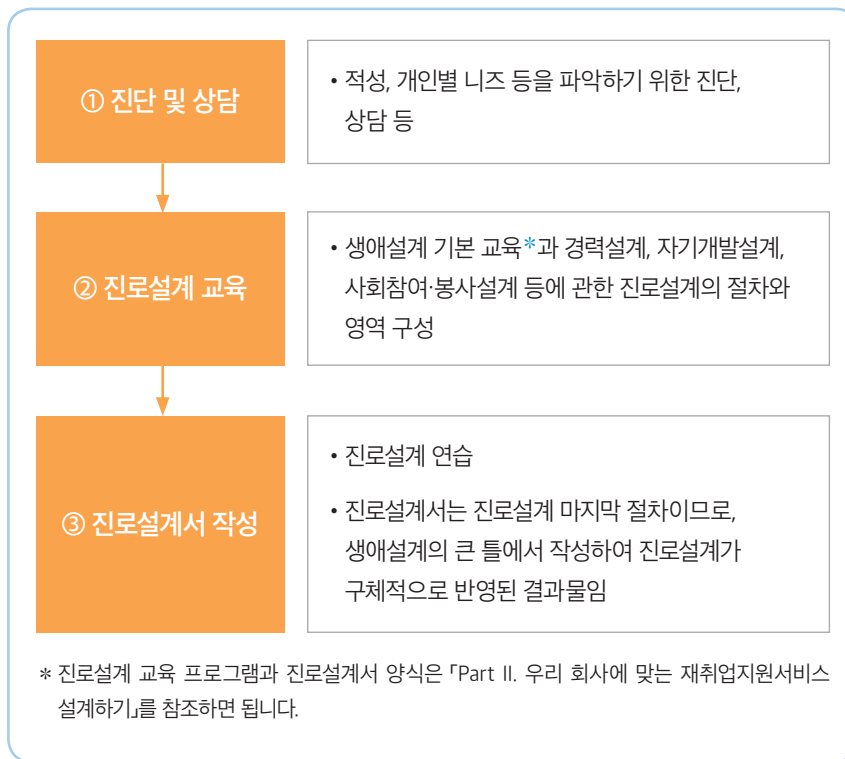 ① 진단 및 상담
• 적성, 개인별 니즈 등을 파악하기 위한 진단,
상담 등
② 진로설계 교육
• 생애설계 기본 교육*과 경력설계, 자기개발설계,
사회참여·봉사설계 등에 관한 진로설계의 절차와
영역 구성
③ 진로설계서 작성
• 진로설계 연습
• 진로설계서는 진로설계 마지막 절차이므로,
생애설계의 큰 틀에서 작성하여 진로설계가
구체적으로 반영된 결과물임
* 진로설계 교육 프로그램과 진로설계서 양식은 「Part II. 우리 회사에 맞는 재취업지원서비스
설계하기」를 참조하면 됩니다.